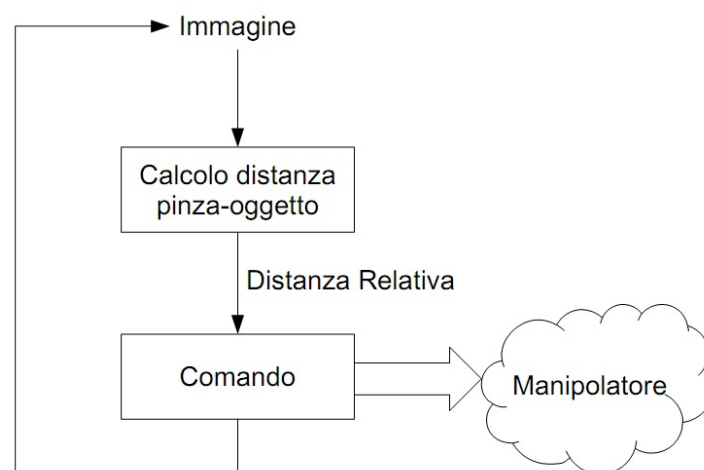 Immagine
Calcolo distanza
pinza-oggetto
Distanza Relativa
Comando
Manipolatore